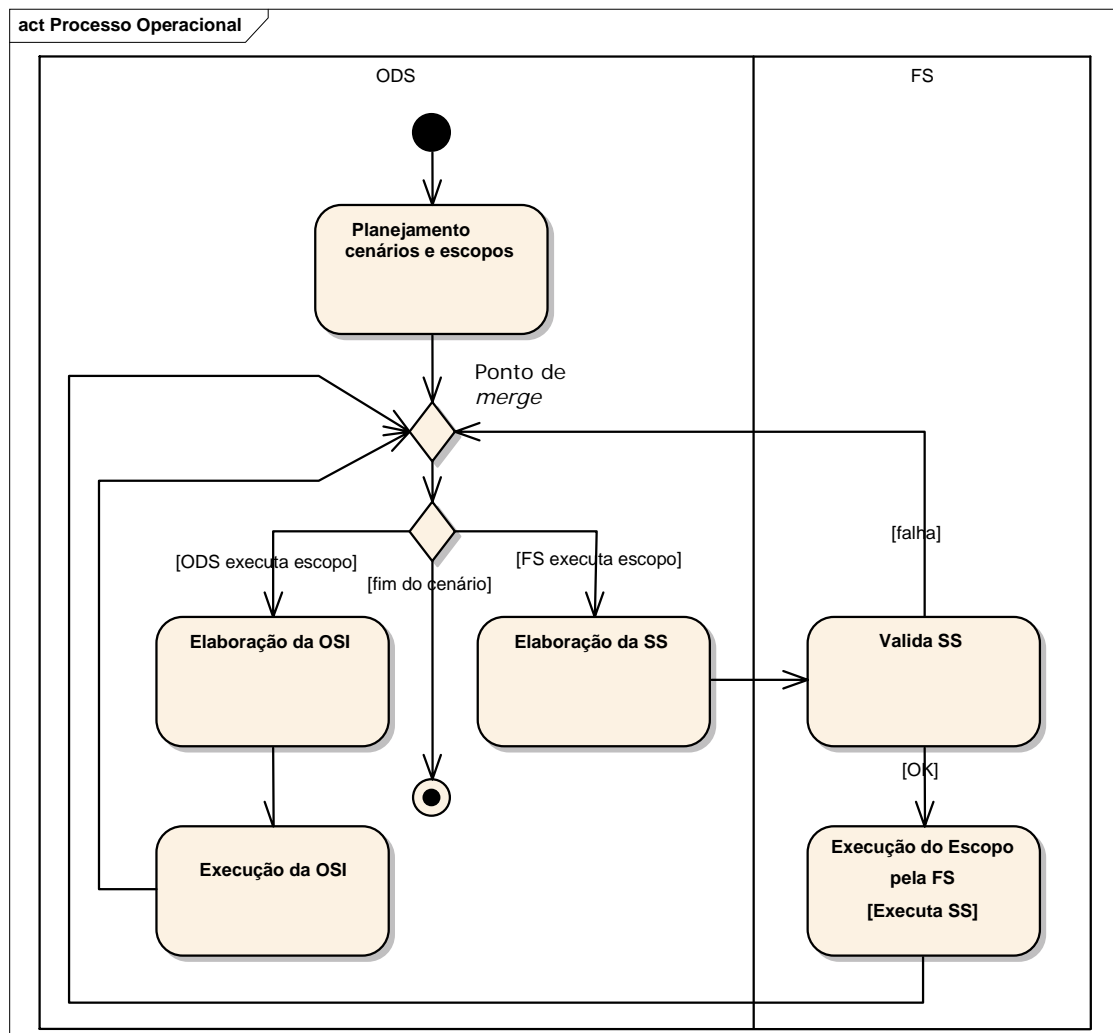 act Processo Operacional
ODS
FS
Planejamento
cenários e escopos
Ponto de
merge
[falha]
[ODS executa escopo]
[FS executa escopo]
[fim do cenário]
Elaboração da OSI
Elaboração da SS
Valida SS
[OK]
Execução da OSI
Execução do Escopo
pela FS
[Executa SS]